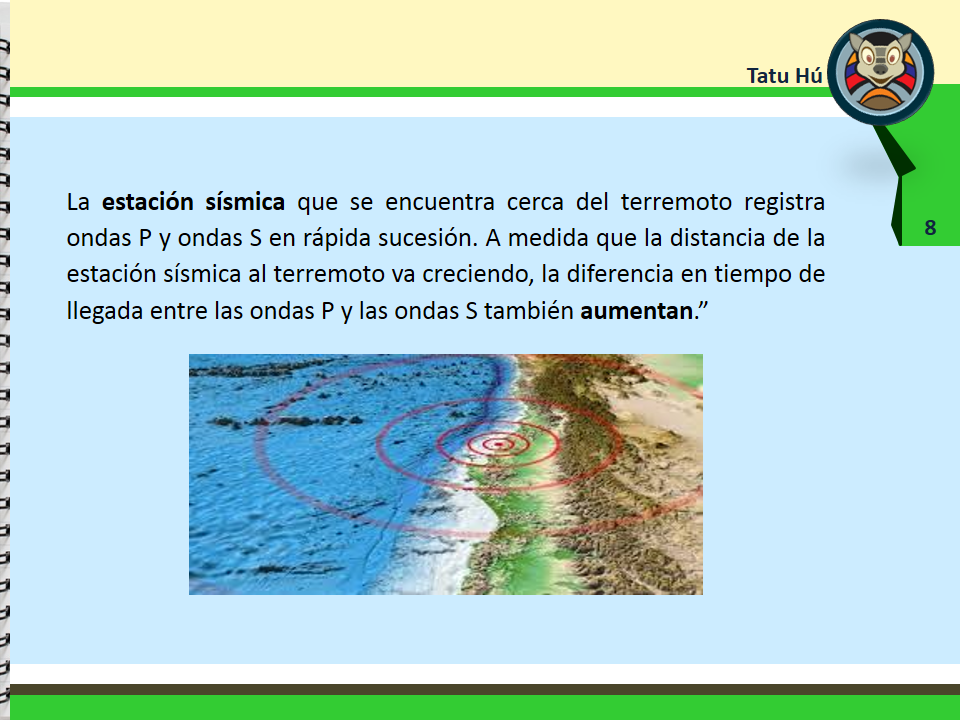 Tatu Hú
8
La estación sísmica que se encuentra cerca del terremoto registra
ondas P y ondas S en rápida sucesión. A medida que la distancia de la
estación sísmica al terremoto va creciendo, la diferencia en tiempo de
llegada entre las ondas P y las ondas S también aumentan.”